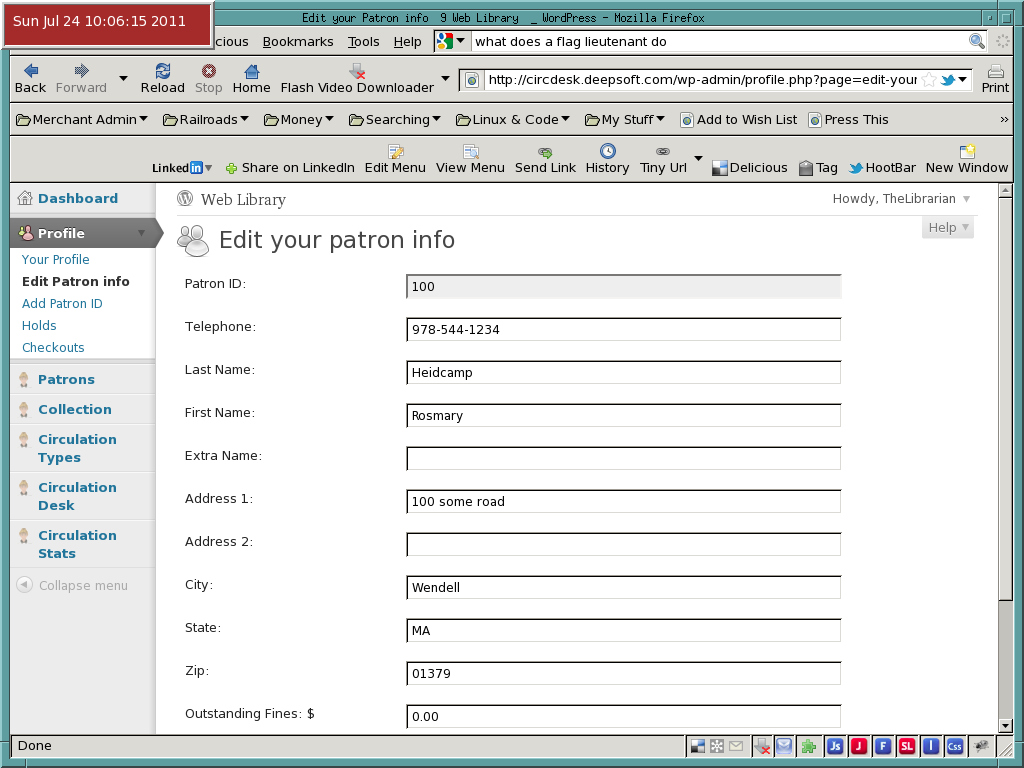 Sun Jul 24 10:06:15 2011
Edit your Patron info 9 Web Library _ WordPress - Mozilla Firefox
cious Bookmarks Tools Help what does a flag lieutenant do
Back Forward Reload Stop Home Flash Video Downloader http://circdesk.deepsoft.com/wp-admin/profile.php?page=edit-your Print
Merchant Admin Railroads Money Searching Linux & Code My Stuff Add to Wish List Press This »
Linked in Share on LinkedIn Edit Menu View Menu Send Link History Tiny Url Delicious Tag HootBar New Window
Dashboard
Profile
Your Profile
Edit Patron info
Add Patron ID
Holds
Checkouts
Patrons
Collection
Circulation
Types
Circulation
Desk
Circulation
Stats
Collapse menu
Web Library
Howdy, TheLibrarian
Help
Edit your patron info
Patron ID: 100
Telephone: 978-544-1234
Last Name: Heidcamp
First Name: Rosmary
Extra Name:
Address 1: 100 some road
Address 2:
City: Wendell
State: MA
Zip: 01379
Outstanding Fines: $ 0.00
Done
Js J F SL I Css